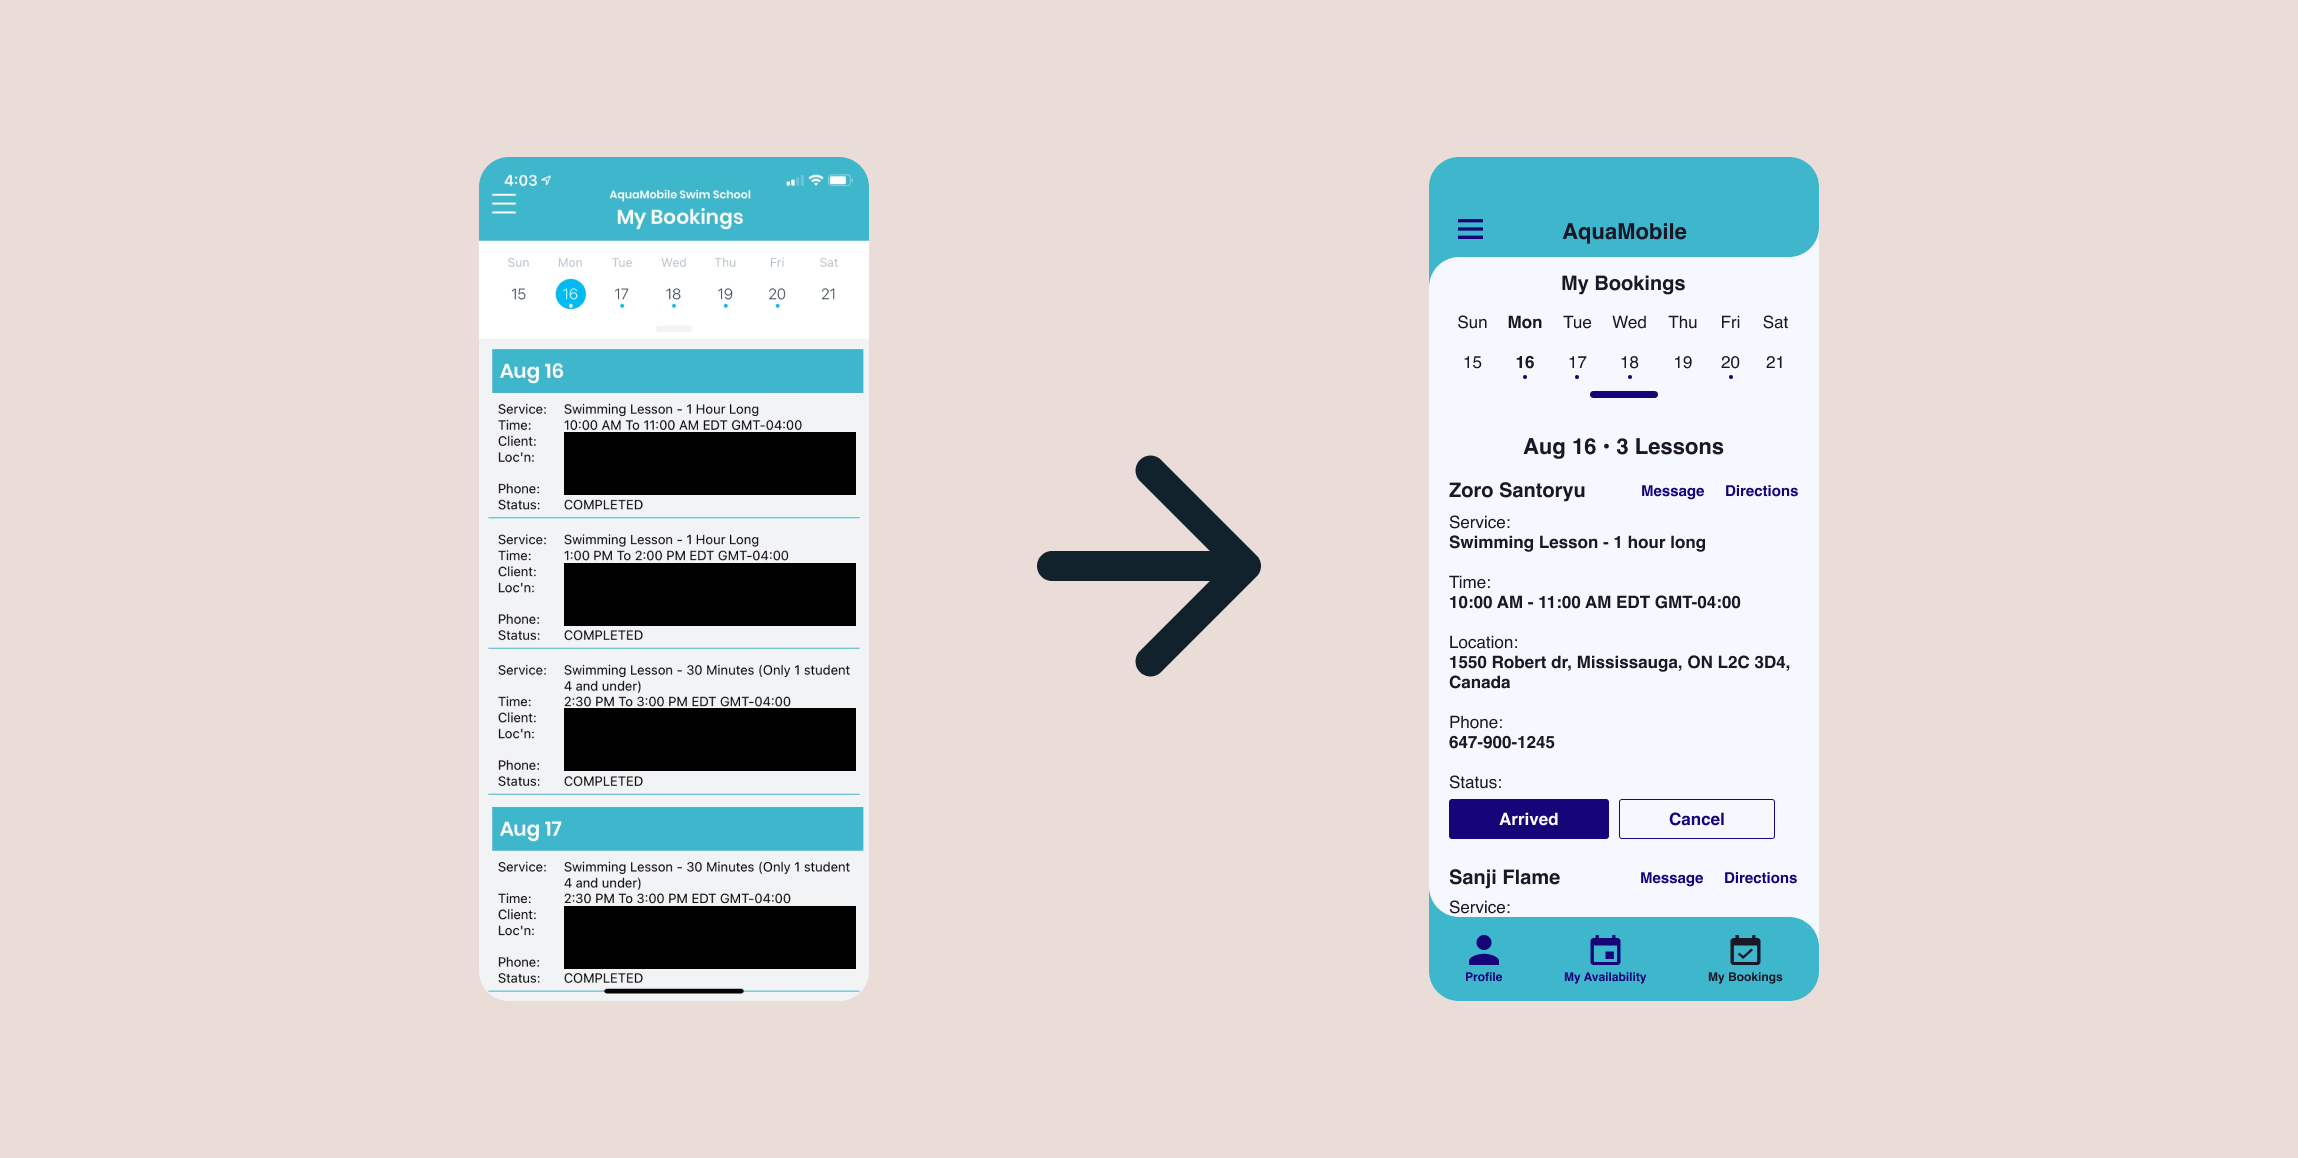 4:03
AquaMobile Swim School
My Bookings
Sun Mon Tue Wed Thu Fri Sat
15 16 17 18 19 20 21
Aug 16
Service: Swimming Lesson - 1 Hour Long
Time: 10:00 AM To 11:00 AM EDT GMT-04:00
Client:
Loc'n:
Phone:
Status: COMPLETED
Service: Swimming Lesson - 1 Hour Long
Time: 1:00 PM To 2:00 PM EDT GMT-04:00
Client:
Loc'n:
Phone:
Status: COMPLETED
Service: Swimming Lesson - 30 Minutes (Only 1 student
4 and under)
Time: 2:30 PM To 3:00 PM EDT GMT-04:00
Client:
Loc'n:
Phone:
Status: COMPLETED
Aug 17
Service: Swimming Lesson - 30 Minutes (Only 1 student
4 and under)
Time: 2:30 PM To 3:00 PM EDT GMT-04:00
Client:
Loc'n:
Phone:
Status: COMPLETED
AquaMobile
My Bookings
Sun Mon Tue Wed Thu Fri Sat
15 16 17 18 19 20 21
Aug 16 • 3 Lessons
Zoro Santoryu Message Directions
Service:
Swimming Lesson - 1 hour long
Time:
10:00 AM - 11:00 AM EDT GMT-04:00
Location:
1550 Robert dr, Mississauga, ON L2C 3D4,
Canada
Phone:
647-900-1245
Status:
Arrived Cancel
Sanji Flame Message Directions
Service:
Profile My Availability My Bookings